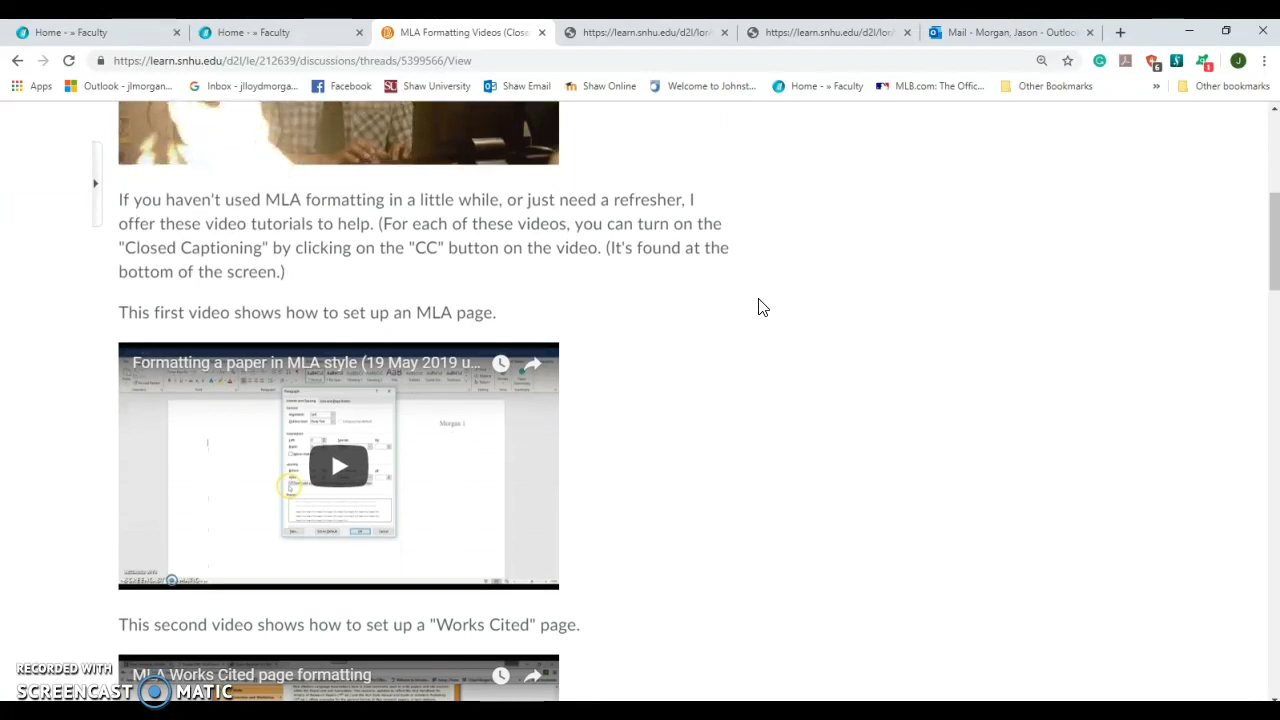 Home - » Faculty
Home - » Faculty
MLA Formatting Videos (Close
https://learn.snhu.edu/d2l/lor/
https://learn.snhu.edu/d2l/lor/
Mail - Morgan, Jason - Outlook
https://learn.snhu.edu/d2l/le/212639/discussions/threads/5399566/View
6
1
J
Apps
Outlook - jlmorgan...
Inbox - jlloydmorga...
Facebook
SU
Shaw University
Shaw Email
Shaw Online
Welcome to Johnst...
Home - » Faculty
MLB.com: The Offic...
Other Bookmarks
»
Other bookmarks
If you haven't used MLA formatting in a little while, or just need a refresher, I
offer these video tutorials to help. (For each of these videos, you can turn on the
"Closed Captioning" by clicking on the "CC" button on the video. (It's found at the
bottom of the screen.)
This first video shows how to set up an MLA page.
Formatting a paper in MLA style (19 May 2019 u...
Morgan 1
This second video shows how to set up a "Works Cited" page.
MLA Works Cited page formatting
RECORDED WITH
SCREENCAST MATIC